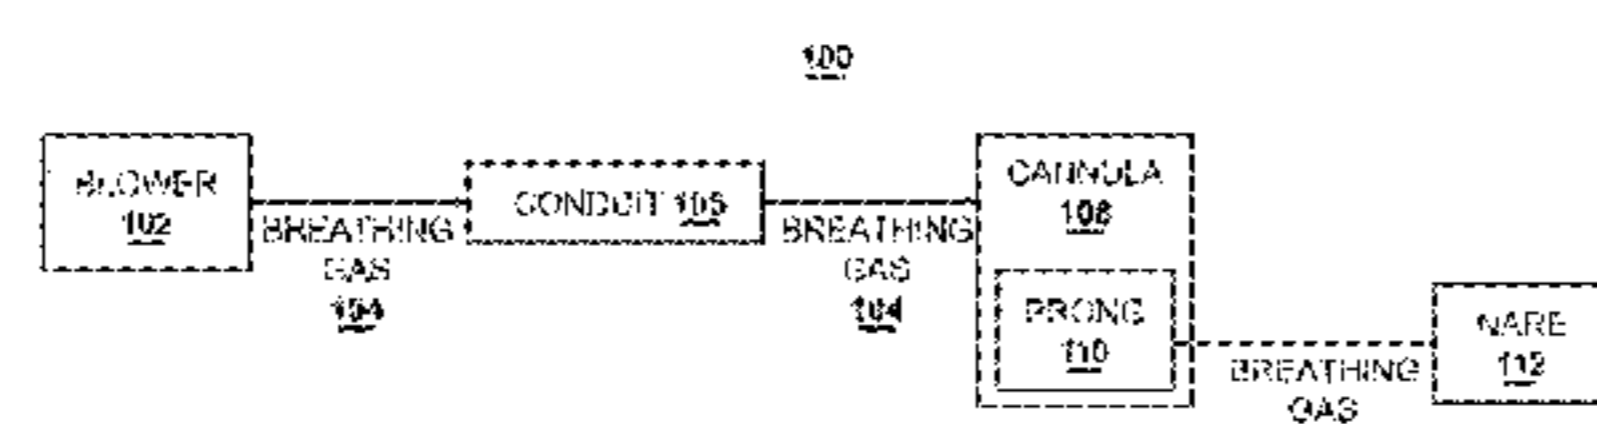 100
BLOWER
102
BREATHING
GAS
104
CONDUIT 106
BREATHING
GAS
104
CANNULA
108
PRONG
110
BREATHING
GAS
NARE
112